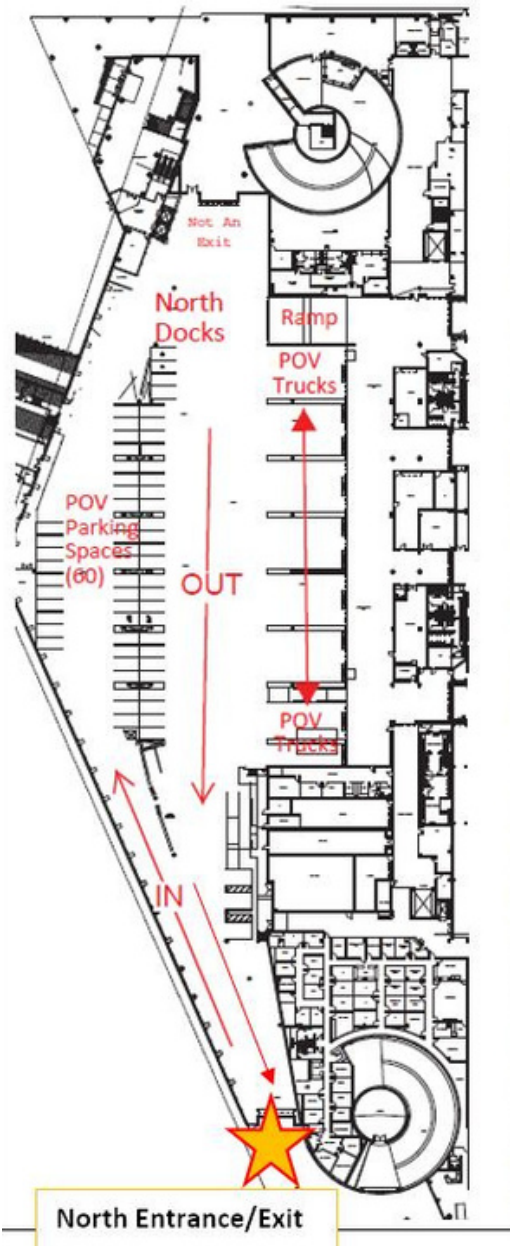 Not An
Exit
North
Docks
Ramp
POV
Trucks
POV
Parking
Spaces
(60)
OUT
POV
Trucks
IN
North Entrance/Exit